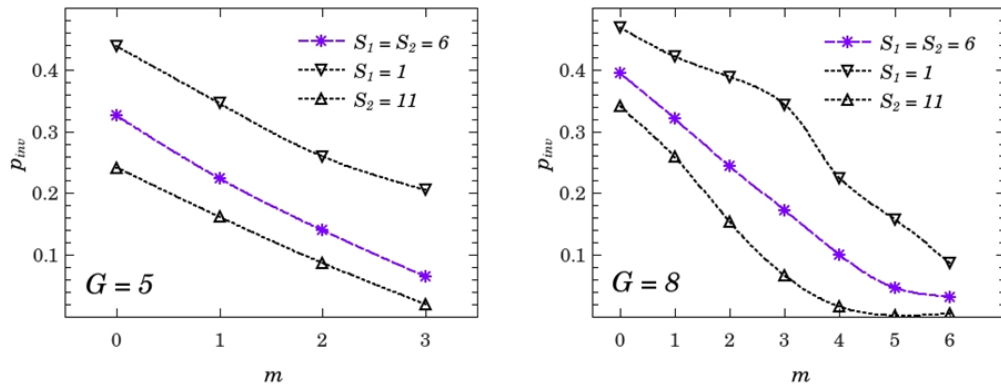 S₁ = S₂ = 6
S₁ = 1
S₂ = 11
0.4
0.3
0.2
0.1
p_inv
G = 5
0 1 2 3
m
S₁ = S₂ = 6
S₁ = 1
S₂ = 11
0.4
0.3
0.2
0.1
p_inv
G = 8
0 1 2 3 4 5 6
m